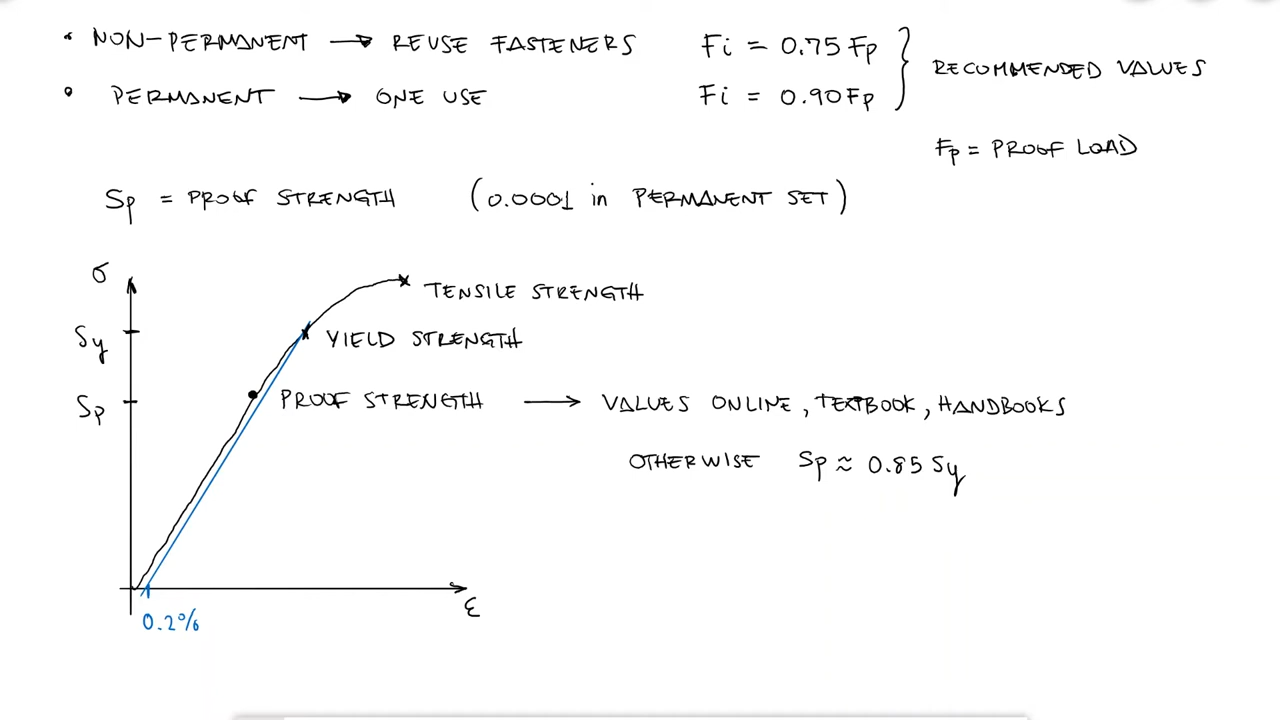 • NON-PERMANENT → REUSE FASTENERS Fi = 0.75 Fp
• PERMANENT → ONE USE Fi = 0.90 Fp
RECOMMENDED VALUES
Fp = PROOF LOAD
Sp = PROOF STRENGTH (0.0001 in PERMANENT SET)
σ
TENSILE STRENGTH
Sy
YIELD STRENGTH
Sp
PROOF STRENGTH → VALUES ONLINE, TEXTBOOK, HANDBOOKS
OTHERWISE Sp ≈ 0.85 Sy
ε
0.2%